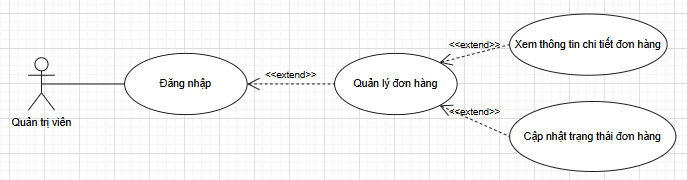 <<extend>>
Xem thông tin chi tiết đơn hàng
Đăng nhập
<<extend>>
Quản lý đơn hàng
<<extend>>
Quản trị viên
Cập nhật trạng thái đơn hàng